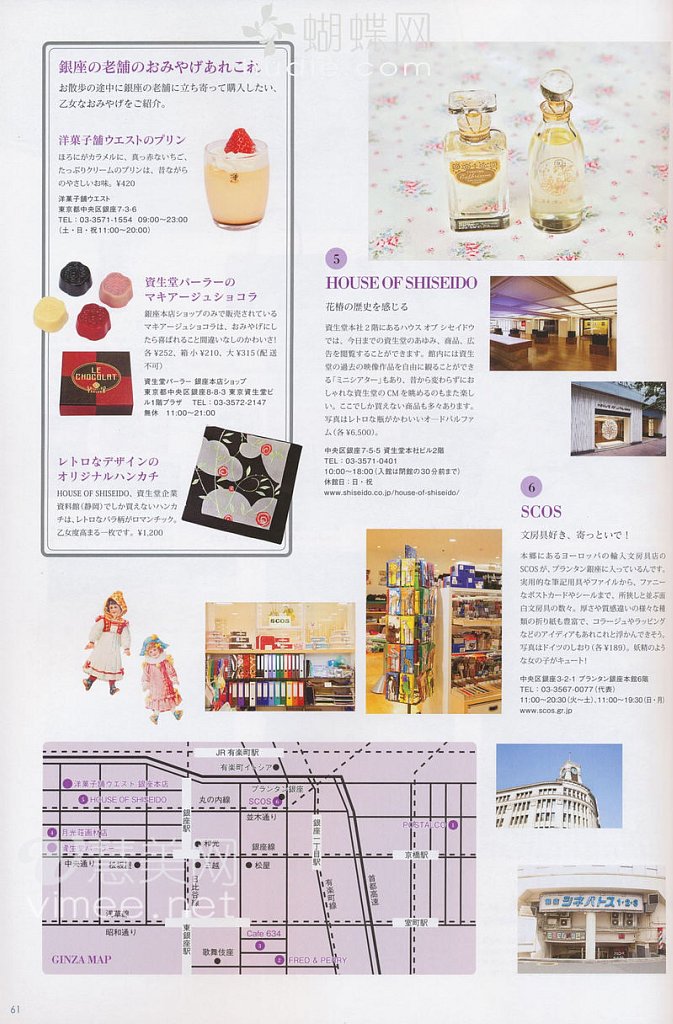 蝴蝶网
銀座の老舗のおみやげあれこれ
お散歩の途中に銀座の老舗に立ち寄って購入したい、
乙女なおみやげをご紹介。
洋菓子舗ウエストのプリン
ほろにがカラメルに、真っ赤ないちご、
たっぷりクリームのプリンは、昔ながら
のやさしいお味。¥420
洋菓子舗ウエスト
東京都中央区銀座7-3-6
TEL：03-3571-1554 09:00〜23:00
（土・日・祝11:00〜20:00）
資生堂パーラーの
マキアージュショコラ
銀座本店ショップのみで販売されている
マキアージュショコラは、おみやげにし
たら喜ばれること間違いなしのかわいさ!
各¥252、箱 小¥210、大¥315（配送
不可）
資生堂パーラー 銀座本店ショップ
東京都中央区銀座8-8-3 東京資生堂ビ
ル1階プラザ TEL：03-3572-2147
無休 11:00〜21:00
LE
CHOCOLAT
レトロなデザインの
オリジナルハンカチ
HOUSE OF SHISEIDO、資生堂企業
資料館（静岡）でしか買えないハンカ
チは、レトロなバラ柄がロマンチック。
乙女度高まる一枚です。¥1,200
5
HOUSE OF SHISEIDO
花椿の歴史を感じる
資生堂本社2階にあるハウス オブ シセイドウ
では、今日までの資生堂のあゆみ、商品、広
告を閲覧することができます。館内には資生
堂の過去の映像作品を自由に観ることができ
る「ミニシアター」もあり、昔から変わらずにお
しゃれな資生堂のCMを眺めるのもまた楽し
い。ここでしか買えない商品も多々あります。
写真はレトロな瓶がかわいいオードパルファ
ム（各¥6,500）。
中央区銀座7-5-5 資生堂本社ビル2階
TEL：03-3571-0401
10:00〜18:00（入館は閉館の30分前まで）
休館日：日・祝
www.shiseido.co.jp/house-of-shiseido/
6
SCOS
文房具好き、寄っといで！
本郷にあるヨーロッパの輸入文房具店の
SCOSが、プランタン銀座に入っているんです。
実用的な筆記用具やファイルから、ファニー
なポストカードやシールまで、所狭しと並ぶ面
白文房具の数々。厚さや質感違いの様々な種
類の折り紙も豊富で、コラージュやラッピング
などのアイディアもあれこれと浮かんできそう。
写真はドイツのしおり（各¥189）。妖精のよう
な女の子がキュート！
中央区銀座3-2-1 プランタン銀座本館6階
TEL：03-3567-0077（代表）
11:00〜20:30（火〜土）、11:00〜19:30（日・月）
www.scos.gr.jp
SCOS
JR 有楽町駅
有楽町イトシア
洋菓子舗ウエスト 銀座本店
プランタン銀座
3 HOUSE OF SHISEIDO
丸の内線
SCOS 6
並木通り
銀座駅
銀座一丁目駅
POSTALCO 1
4 月光荘画材店
和光
銀座線
京橋駅
中央通り
松屋
日比谷線
有楽町線
首都高速
浅草線
昭和通り
東銀座駅
宝町駅
Cafe 634
歌舞伎座
FRED & PERRY
GINZA MAP
慧美网
vimee.net
シネパトス1・2・3
61